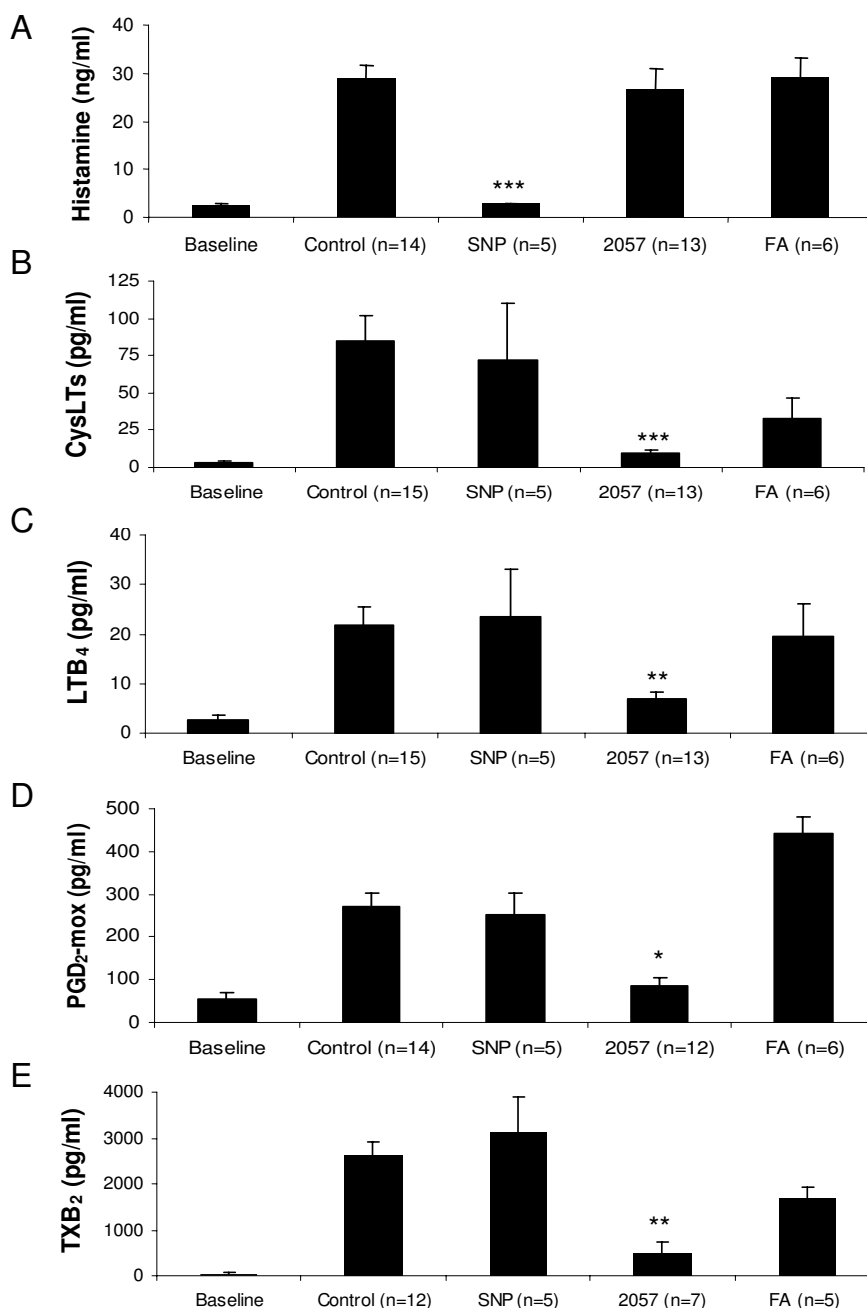 A
Histamine (ng/ml)
40
30
20
10
0
***
Baseline Control (n=14) SNP (n=5) 2057 (n=13) FA (n=6)
B
CysLTs (pg/ml)
125
100
75
50
25
0
***
Baseline Control (n=15) SNP (n=5) 2057 (n=13) FA (n=6)
C
LTB₄ (pg/ml)
40
30
20
10
0
**
Baseline Control (n=15) SNP (n=5) 2057 (n=13) FA (n=6)
D
PGD₂-mox (pg/ml)
500
400
300
200
100
0
*
Baseline Control (n=14) SNP (n=5) 2057 (n=12) FA (n=6)
E
TXB₂ (pg/ml)
4000
3000
2000
1000
0
**
Baseline Control (n=12) SNP (n=5) 2057 (n=7) FA (n=5)